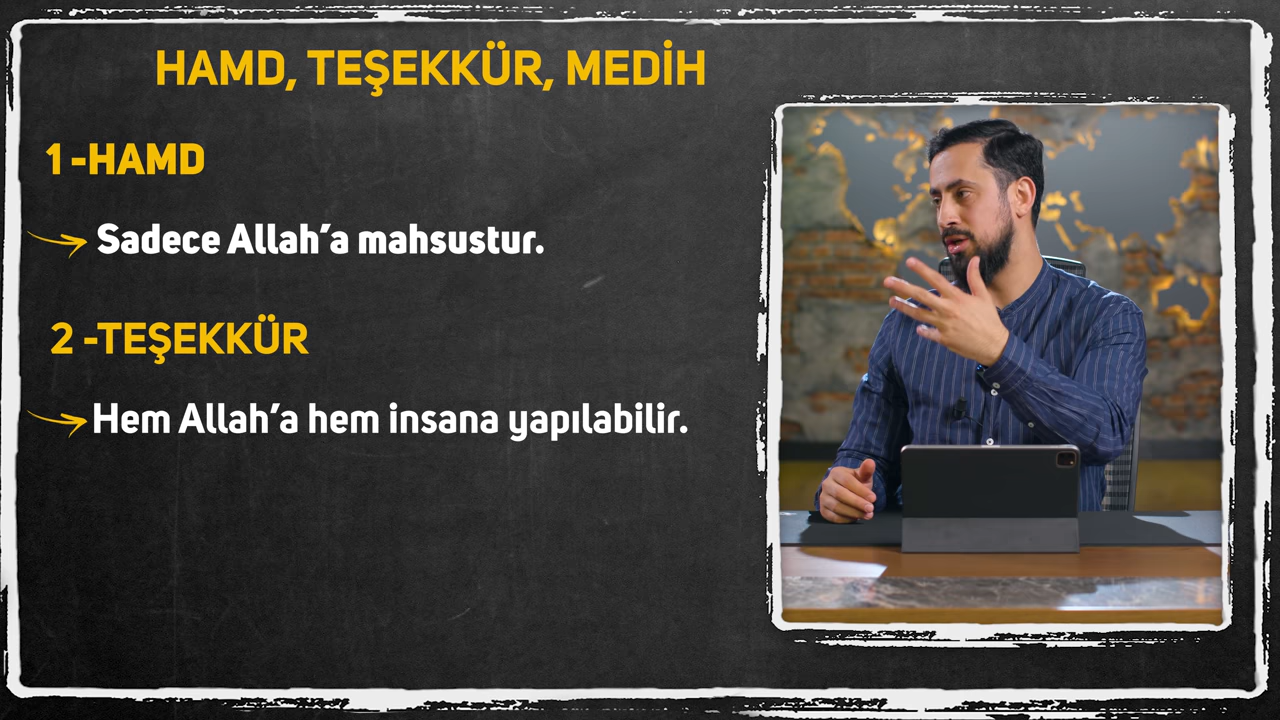 HAMD, TEŞEKKÜR, MEDİH
1 -HAMD
Sadece Allah’a mahsustur.
2 -TEŞEKKÜR
Hem Allah’a hem insana yapılabilir.